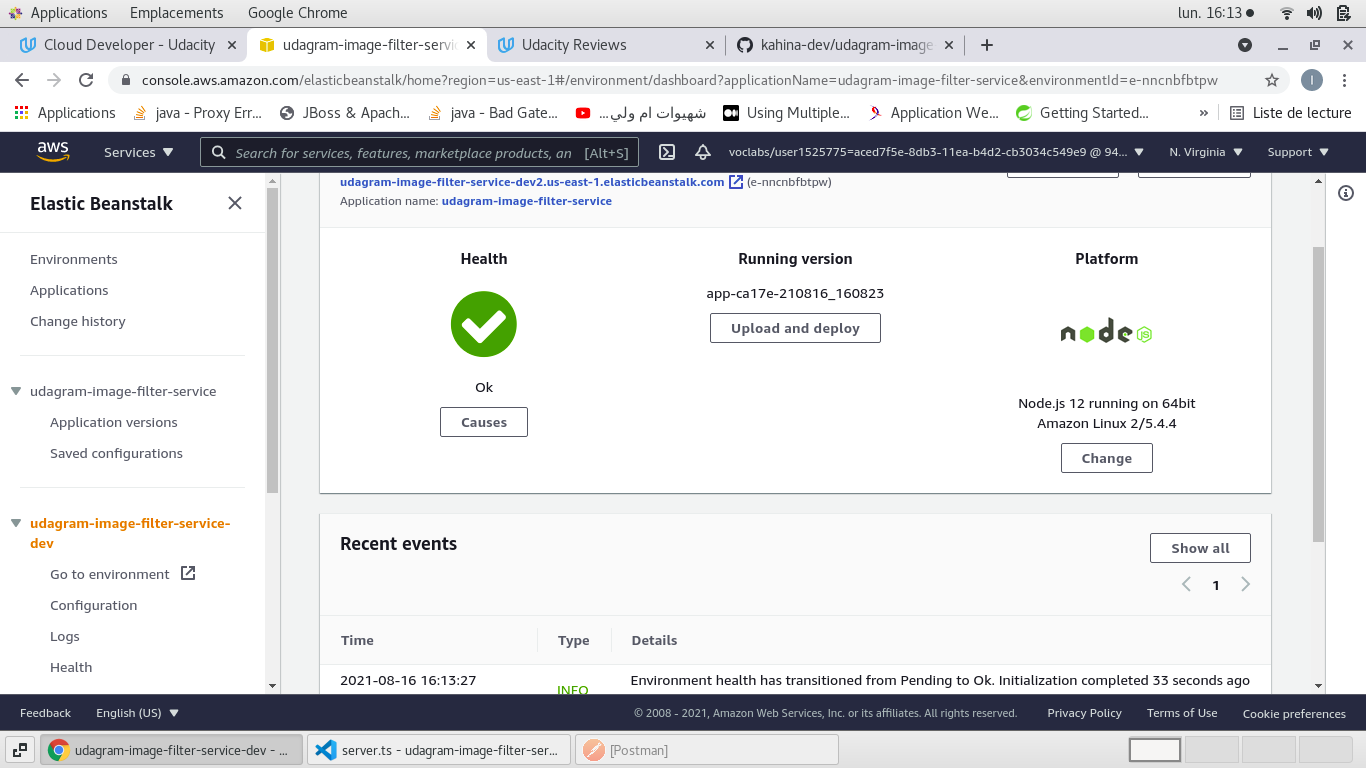 Applications Emplacements Google Chrome lun. 16:13
Cloud Developer - Udacity udagram-image-filter-servic Udacity Reviews kahina-dev/udagram-image
console.aws.amazon.com/elasticbeanstalk/home?region=us-east-1#/environment/dashboard?applicationName=udagram-image-filter-service&environmentId=e-nncnbfbtpw
Applications java - Proxy Err... JBoss & Apach... java - Bad Gate... شهيوات ام ولي... Using Multiple... Application We... Getting Started... » Liste de lecture
aws Services Search for services, features, marketplace products, an [Alt+S] voclabs/user1525775=aced7f5e-8db3-11ea-b4d2-cb3034c549e9 @ 94... N. Virginia Support
Elastic Beanstalk
Environments
Applications
Change history
udagram-image-filter-service
Application versions
Saved configurations
udagram-image-filter-service-
dev
Go to environment
Configuration
Logs
Health
udagram-image-filter-service-dev2.us-east-1.elasticbeanstalk.com (e-nncnbfbtpw)
Application name: udagram-image-filter-service
Health
Ok
Causes
Running version
app-ca17e-210816_160823
Upload and deploy
Platform
node JS
Node.js 12 running on 64bit
Amazon Linux 2/5.4.4
Change
Recent events
Show all
1
Time Type Details
2021-08-16 16:13:27 INFO Environment health has transitioned from Pending to Ok. Initialization completed 33 seconds ago
Feedback English (US) © 2008 - 2021, Amazon Web Services, Inc. or its affiliates. All rights reserved. Privacy Policy Terms of Use Cookie preferences
udagram-image-filter-service-dev - ... server.ts - udagram-image-filter-ser... [Postman]